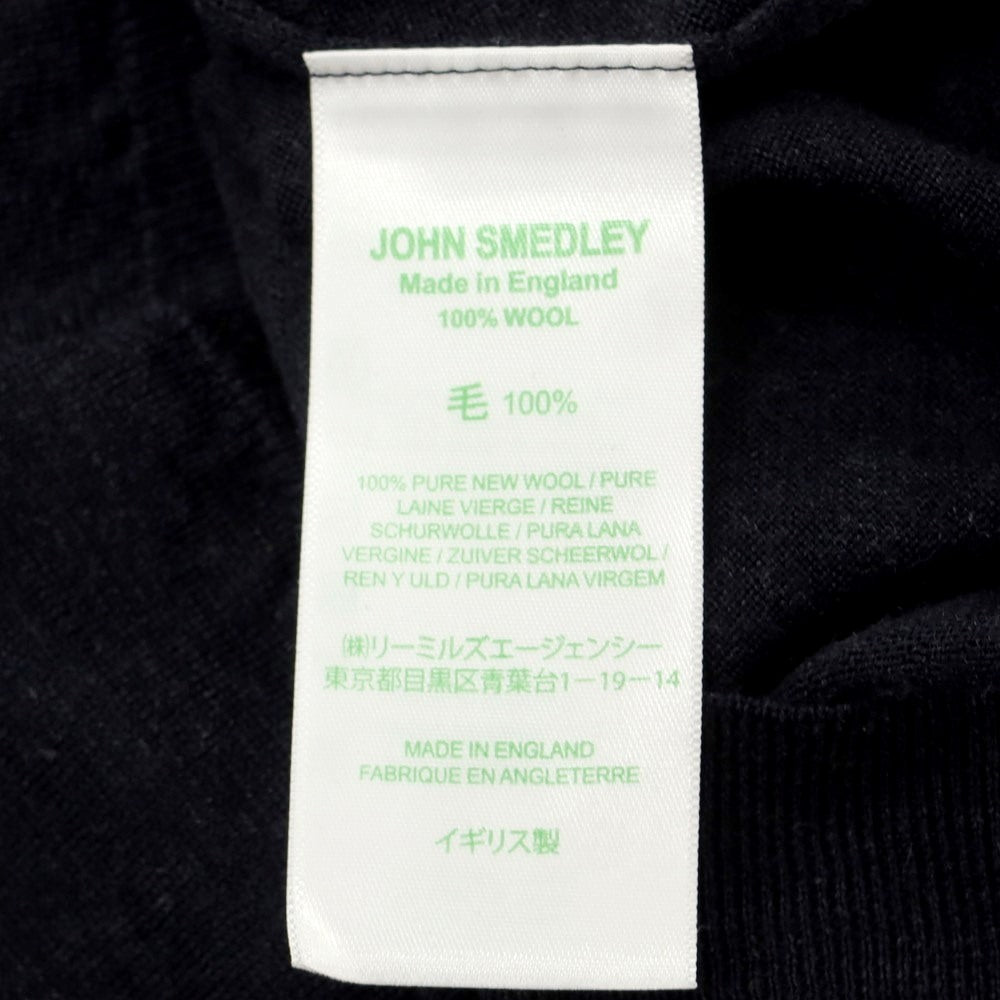 JOHN SMEDLEY
Made in England
100% WOOL
毛 100%
100% PURE NEW WOOL / PURE
LAINE VIERGE / REINE
SCHURWOLLE / PURA LANA
VERGINE / ZUIVER SCHEERWOL /
REN Y ULD / PURA LANA VIRGEM
㈱リーミルズエージェンシー
東京都目黒区青葉台1ー19ー14
MADE IN ENGLAND
FABRIQUE EN ANGLETERRE
イギリス製